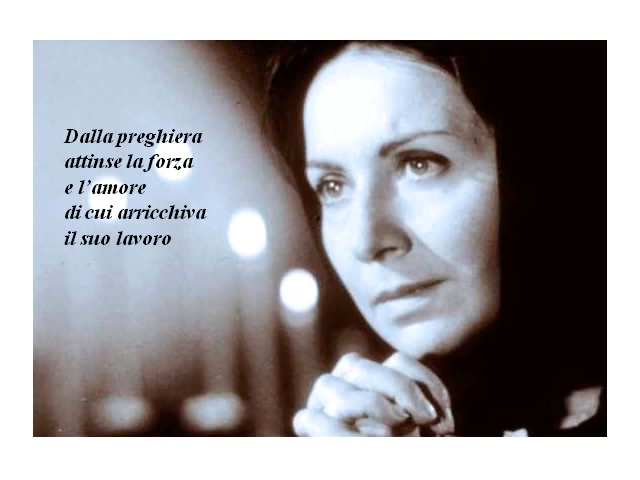 Dalla preghiera
attinse la forza
e l’amore
di cui arricchiva
il suo lavoro